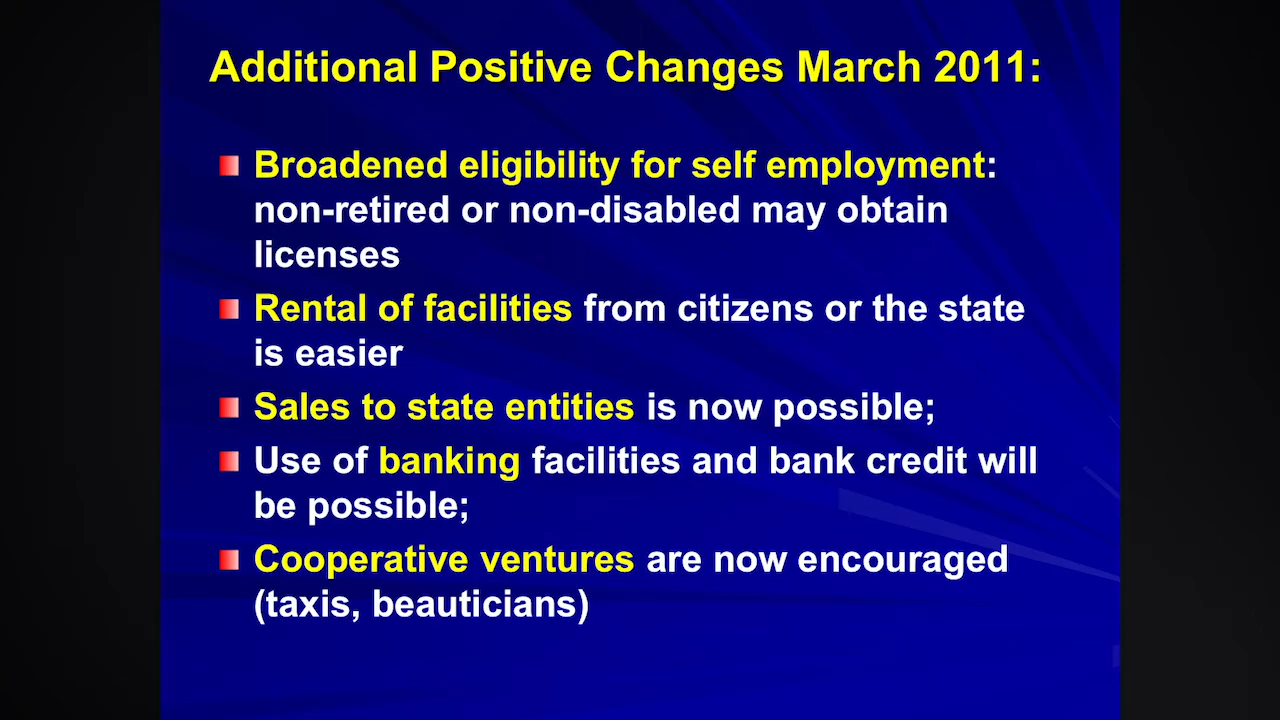 Additional Positive Changes March 2011:
Broadened eligibility for self employment:
non-retired or non-disabled may obtain
licenses
Rental of facilities from citizens or the state
is easier
Sales to state entities is now possible;
Use of banking facilities and bank credit will
be possible;
Cooperative ventures are now encouraged
(taxis, beauticians)